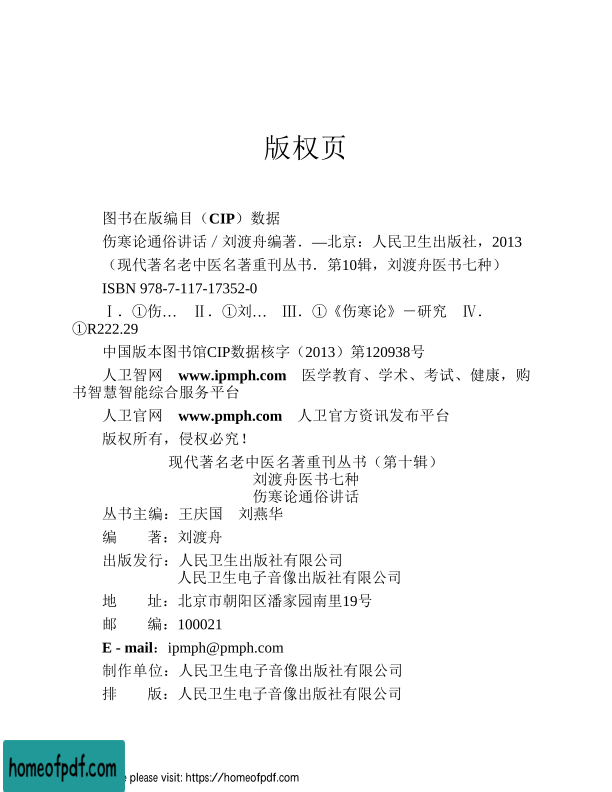 版权页
图书在版编目（CIP）数据
伤寒论通俗讲话／刘渡舟编著．—北京：人民卫生出版社，2013
（现代著名老中医名著重刊丛书．第10辑，刘渡舟医书七种）
ISBN 978-7-117-17352-0
Ⅰ．①伤… Ⅱ．①刘… Ⅲ．①《伤寒论》－研究 Ⅳ．
①R222.29
中国版本图书馆CIP数据核字（2013）第120938号
人卫智网 www.ipmph.com 医学教育、学术、考试、健康，购
书智慧智能综合服务平台
人卫官网 www.pmph.com 人卫官方资讯发布平台
版权所有，侵权必究！
现代著名老中医名著重刊丛书（第十辑）
刘渡舟医书七种
伤寒论通俗讲话
丛书主编：王庆国 刘燕华
编 著：刘渡舟
出版发行：人民卫生出版社有限公司
人民卫生电子音像出版社有限公司
地 址：北京市朝阳区潘家园南里19号
邮 编：100021
E - mail：ipmph@pmph.com
制作单位：人民卫生电子音像出版社有限公司
排 版：人民卫生电子音像出版社有限公司
homeofpdf.com
please visit: https://homeofpdf.com